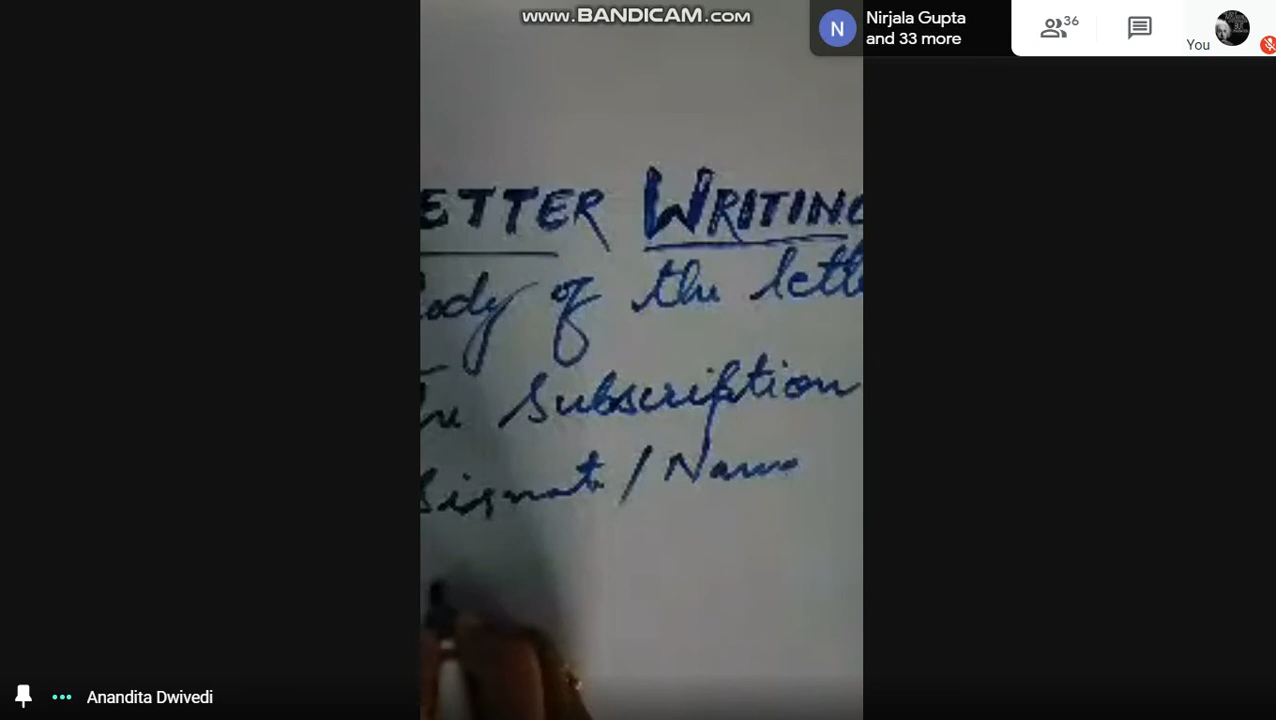 www.BANDICAM.com
N
Nirjala Gupta
and 33 more
36
You
ETTER WRITING
ody of the lette
Subscription
/ Name
Anandita Dwivedi